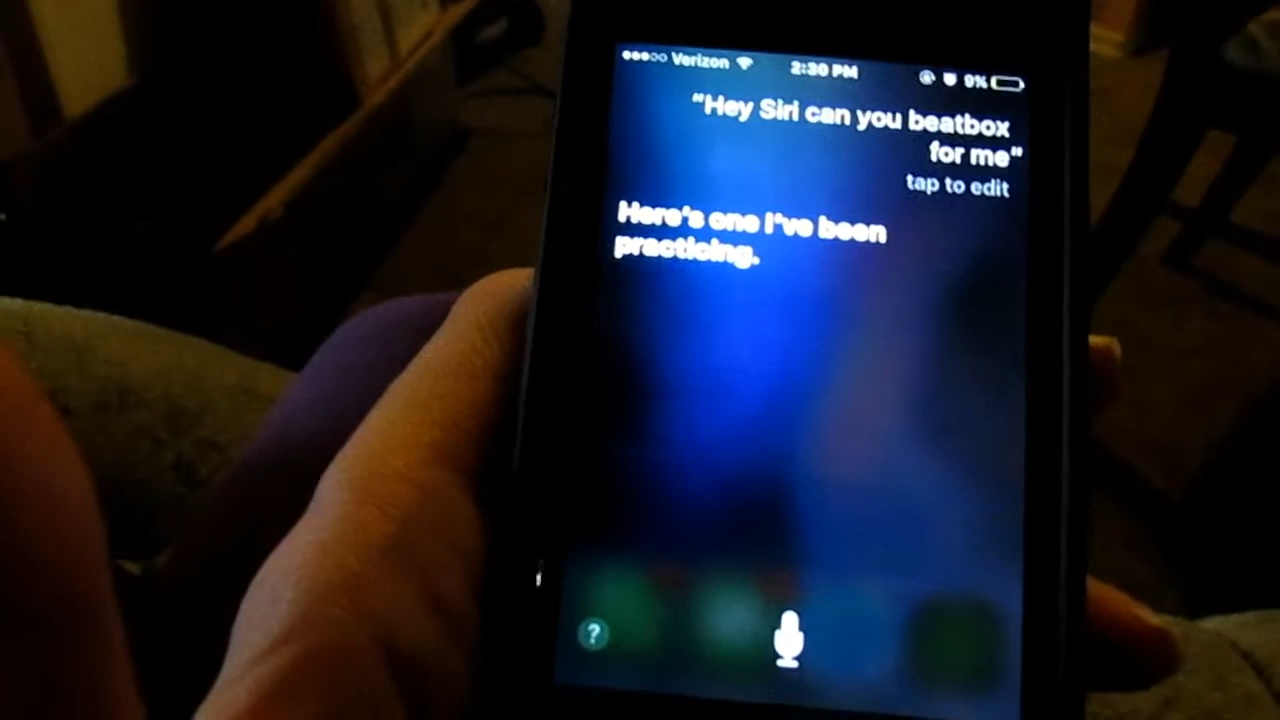 Verizon 2:30 PM 9%
"Hey Siri can you beatbox
for me"
tap to edit
Here's one I've been
practicing.
?